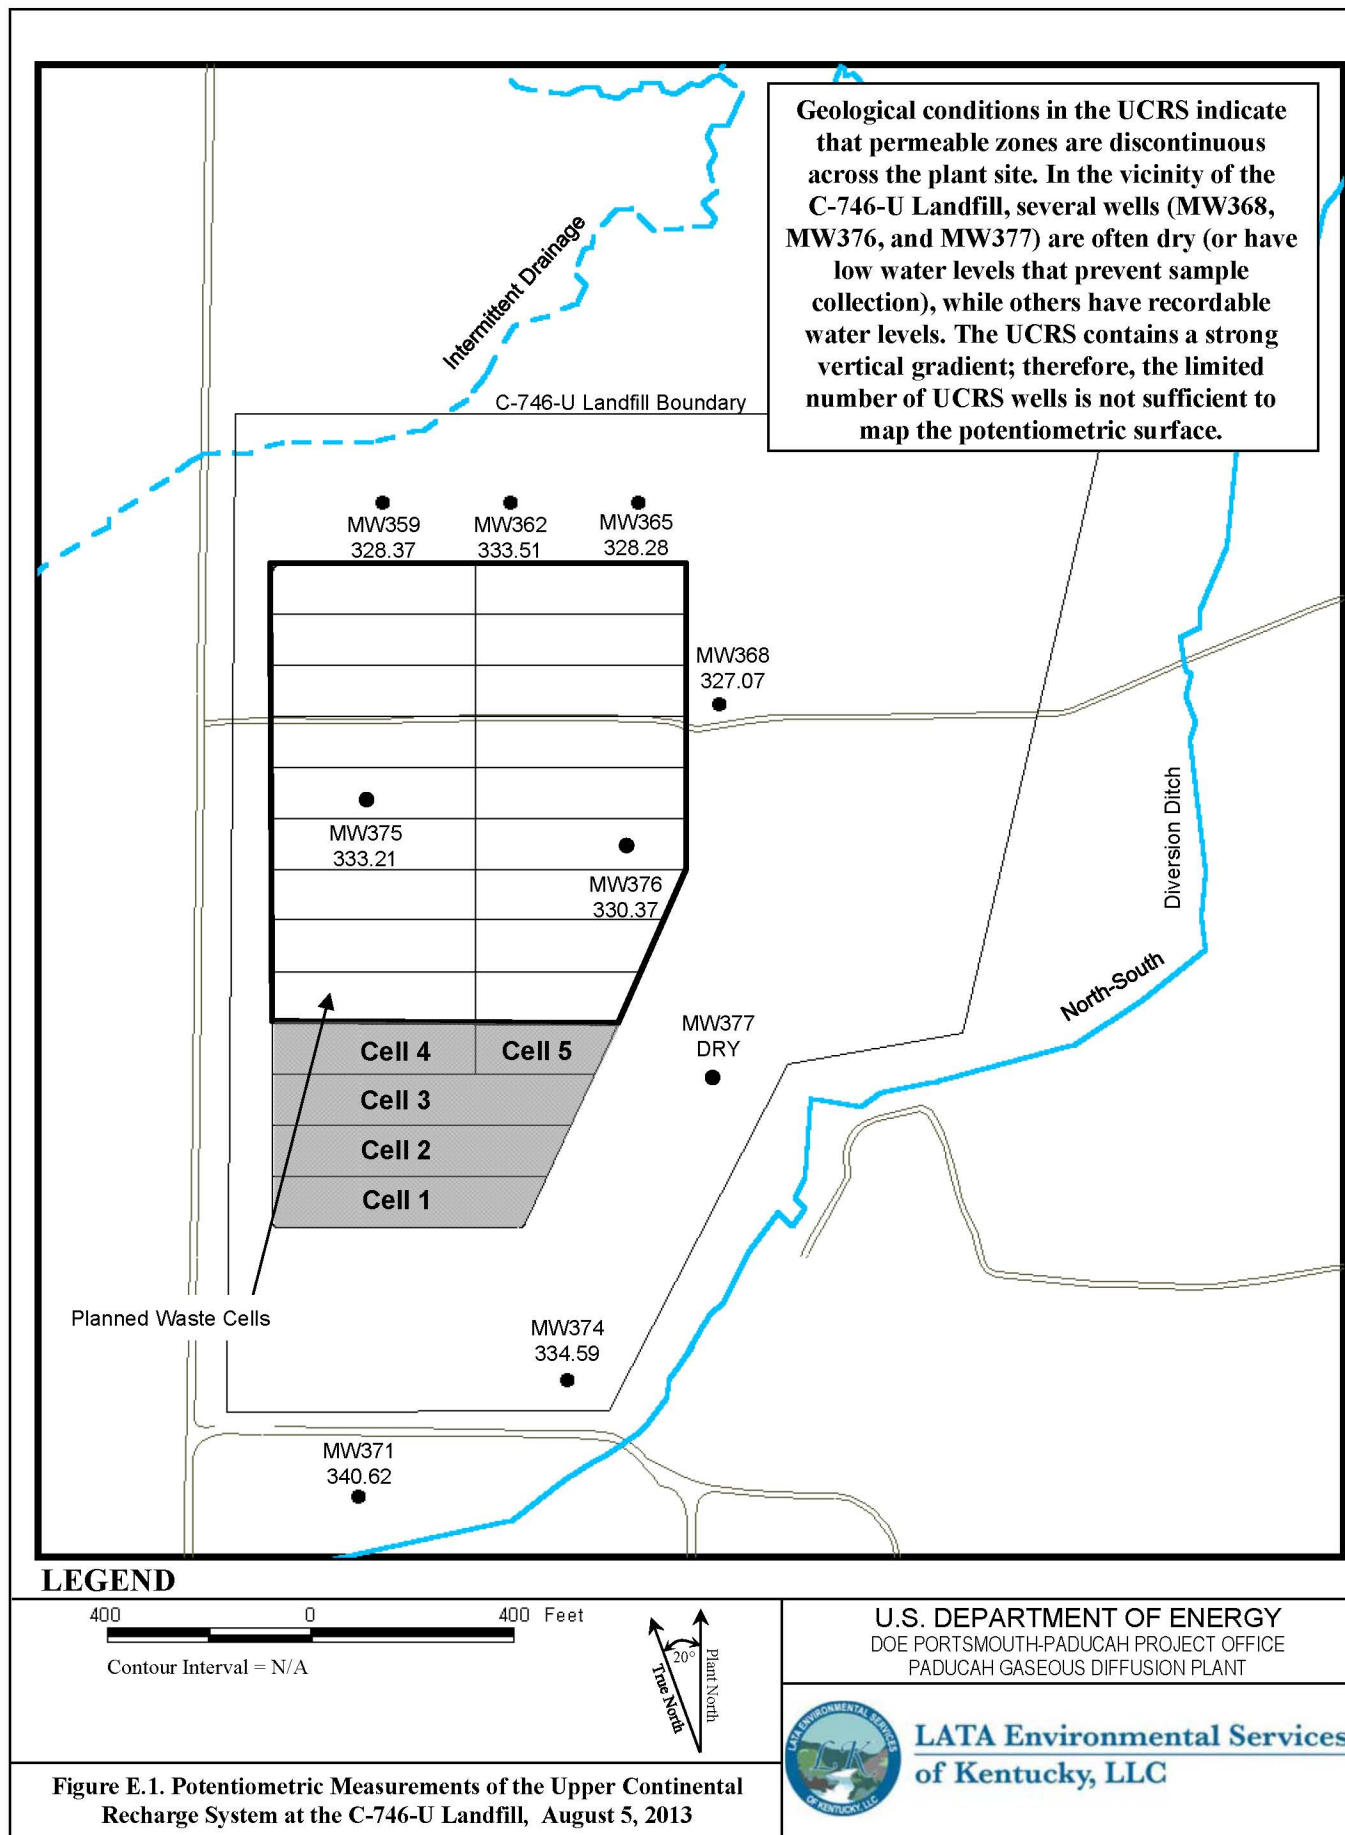 Geological conditions in the UCRS indicate
that permeable zones are discontinuous
across the plant site. In the vicinity of the
C-746-U Landfill, several wells (MW368,
MW376, and MW377) are often dry (or have
low water levels that prevent sample
collection), while others have recordable
water levels. The UCRS contains a strong
vertical gradient; therefore, the limited
number of UCRS wells is not sufficient to
map the potentiometric surface.
Intermittent Drainage
C-746-U Landfill Boundary
MW359
328.37
MW362
333.51
MW365
328.28
MW368
327.07
MW375
333.21
MW376
330.37
Diversion Ditch
North-South
MW377
DRY
Cell 4
Cell 5
Cell 3
Cell 2
Cell 1
Planned Waste Cells
MW374
334.59
MW371
340.62
LEGEND
400 0 400 Feet
Contour Interval = N/A
20°
True North
Plant North
U.S. DEPARTMENT OF ENERGY
DOE PORTSMOUTH-PADUCAH PROJECT OFFICE
PADUCAH GASEOUS DIFFUSION PLANT
LATA ENVIRONMENTAL SERVICES
LK
OF KENTUCKY, LLC
LATA Environmental Services
of Kentucky, LLC
Figure E.1. Potentiometric Measurements of the Upper Continental
Recharge System at the C-746-U Landfill, August 5, 2013